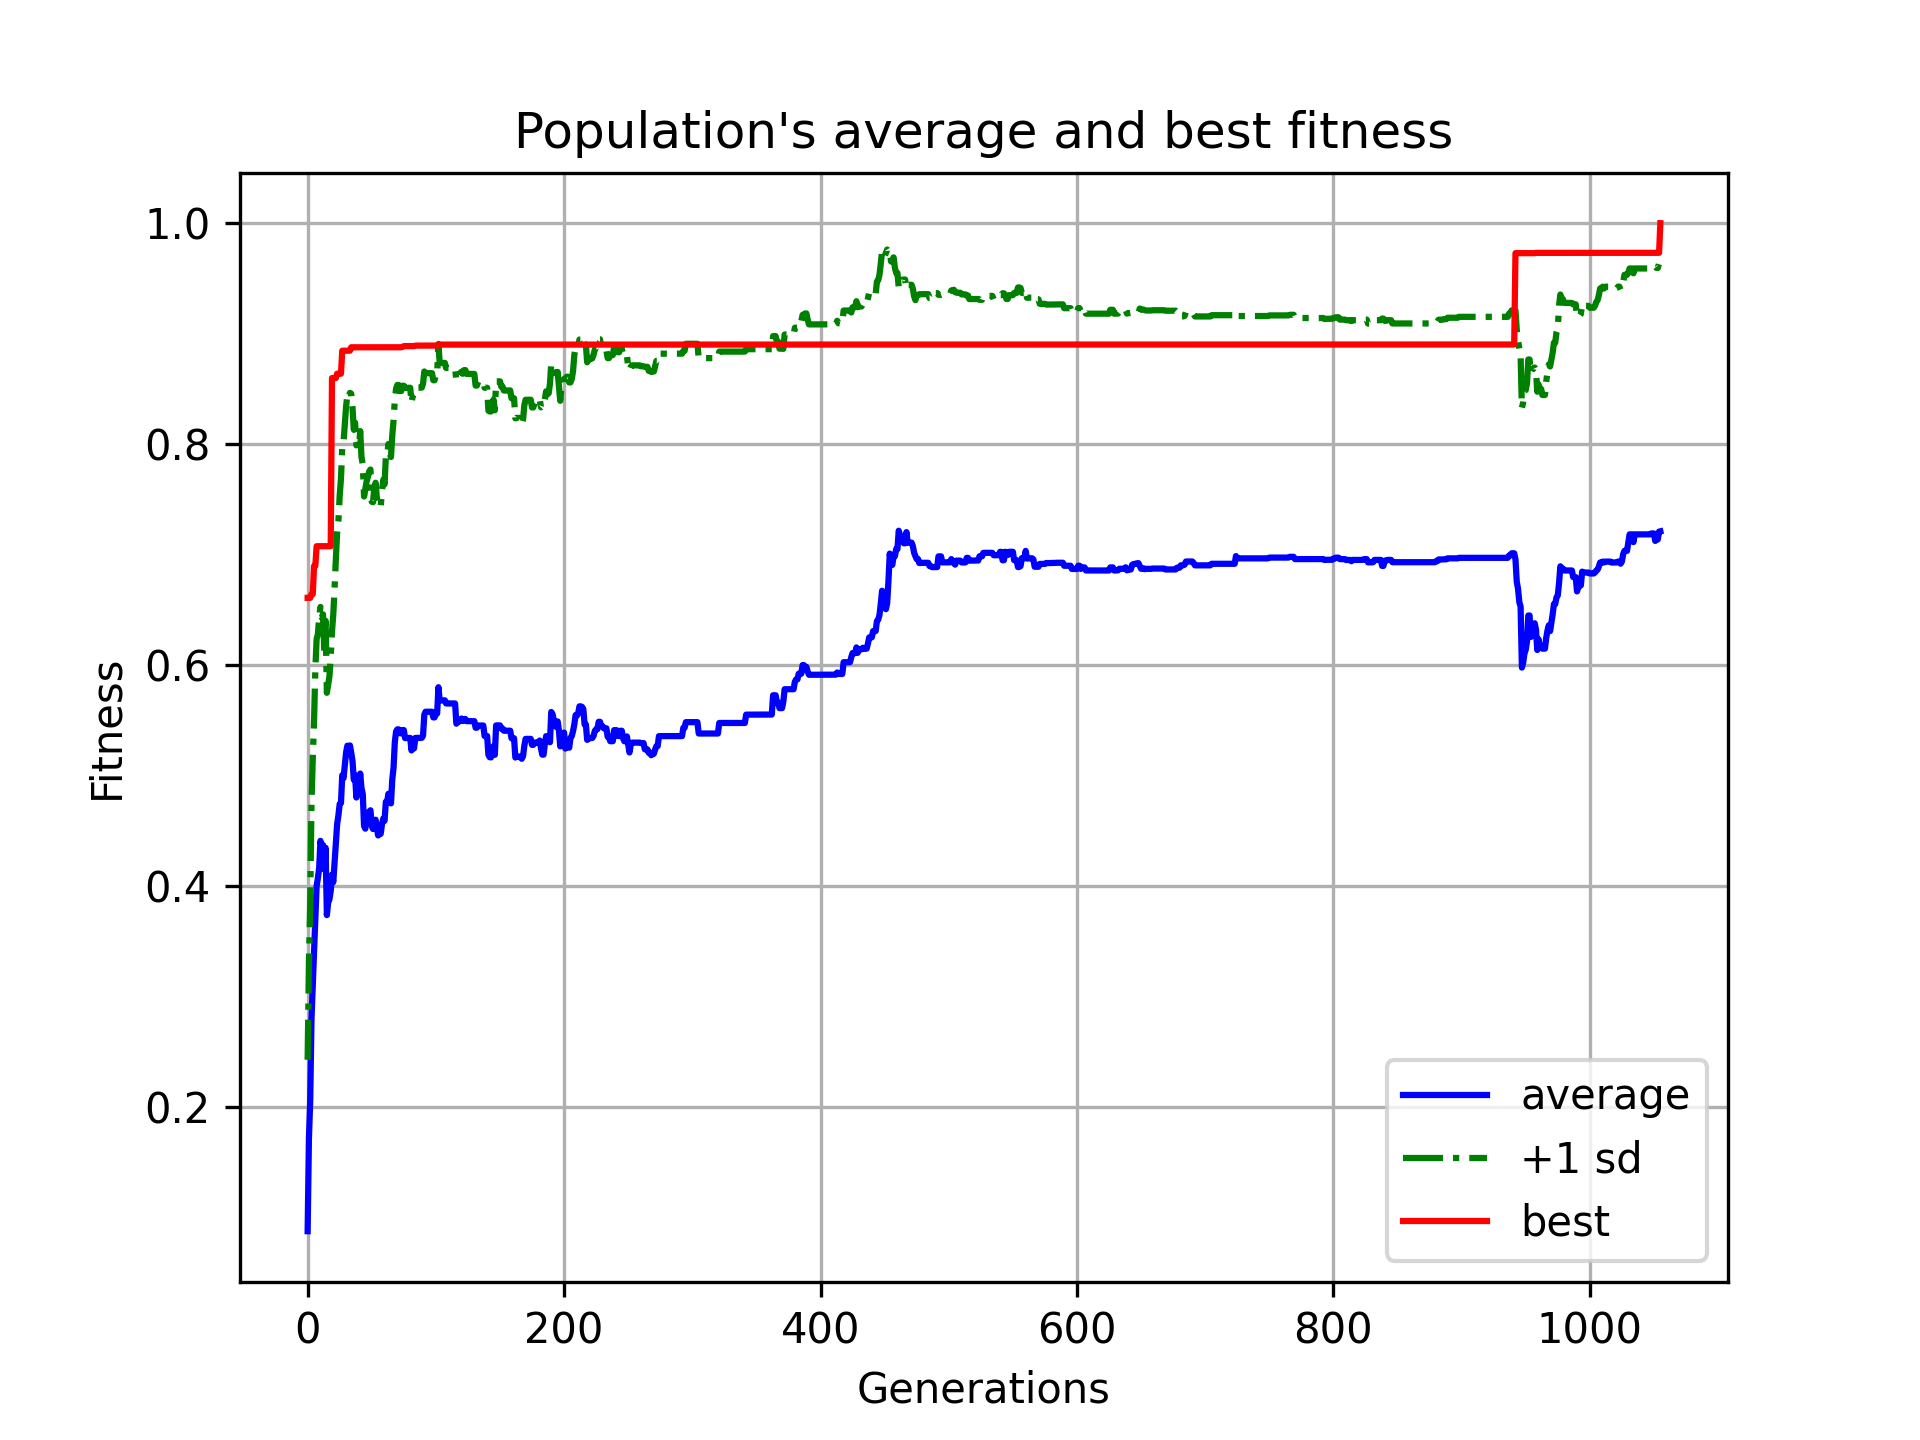 Population's average and best fitness
1.0
0.8
0.6
0.4
0.2
Fitness
0 200 400 600 800 1000
Generations
average
+1 sd
best